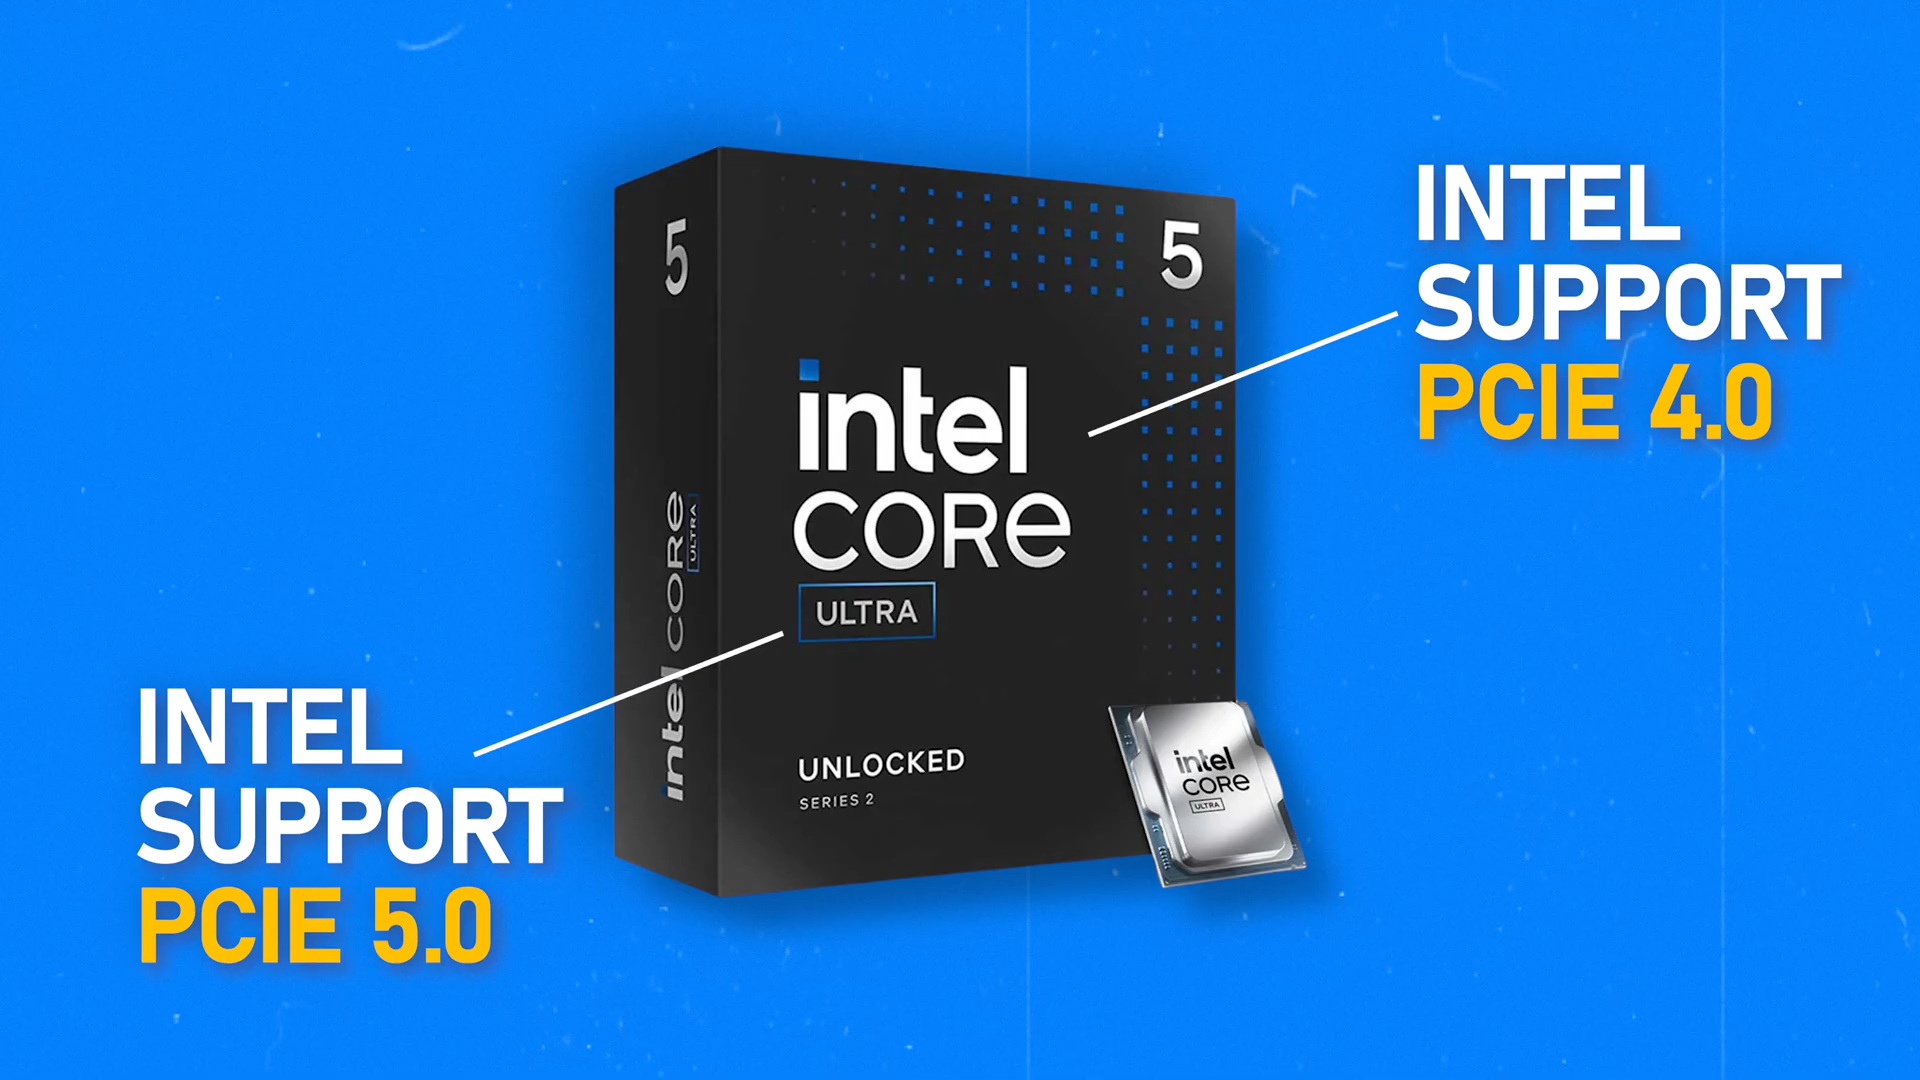 INTEL
SUPPORT
PCIE 4.0
5
5
intel
CORE
ULTRA
intel CORE
ULTRA
UNLOCKED
SERIES 2
intel
CORE
ULTRA
INTEL
SUPPORT
PCIE 5.0